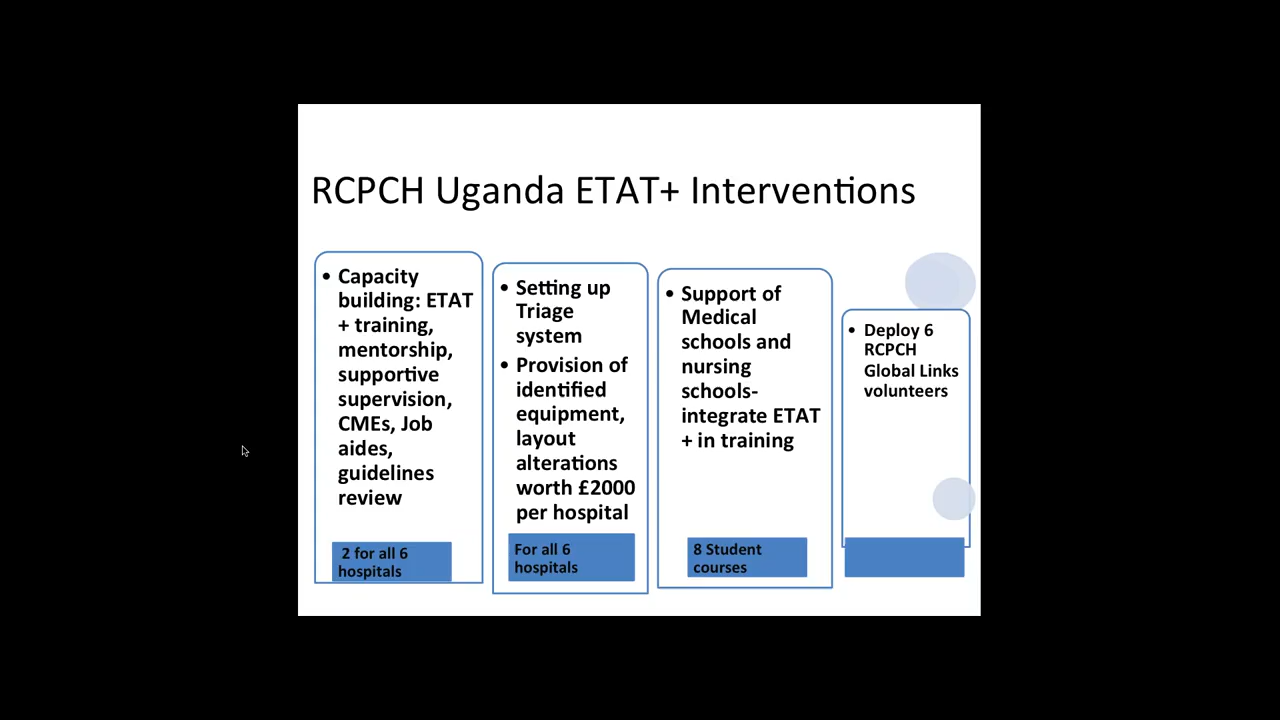 RCPCH Uganda ETAT+ Interventions
• Capacity
building: ETAT
+ training,
mentorship,
supportive
supervision,
CMEs, Job
aides,
guidelines
review
2 for all 6
hospitals
• Setting up
Triage
system
• Provision of
identified
equipment,
layout
alterations
worth £2000
per hospital
For all 6
hospitals
• Support of
Medical
schools and
nursing
schools-
integrate ETAT
+ in training
8 Student
courses
• Deploy 6
RCPCH
Global Links
volunteers